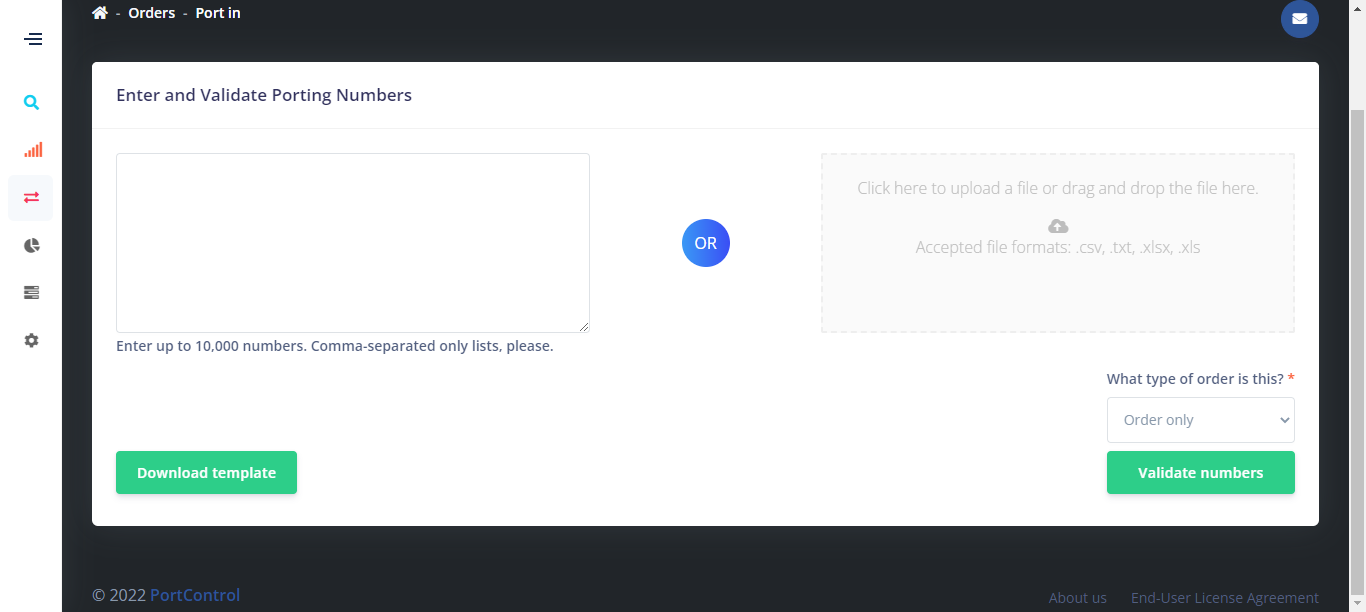 - Orders - Port in
Enter and Validate Porting Numbers
Click here to upload a file or drag and drop the file here.
OR
Accepted file formats: .csv, .txt, .xlsx, .xls
Enter up to 10,000 numbers. Comma-separated only lists, please.
What type of order is this? *
Order only
Download template
Validate numbers
© 2022 PortControl
About us
End-User License Agreement